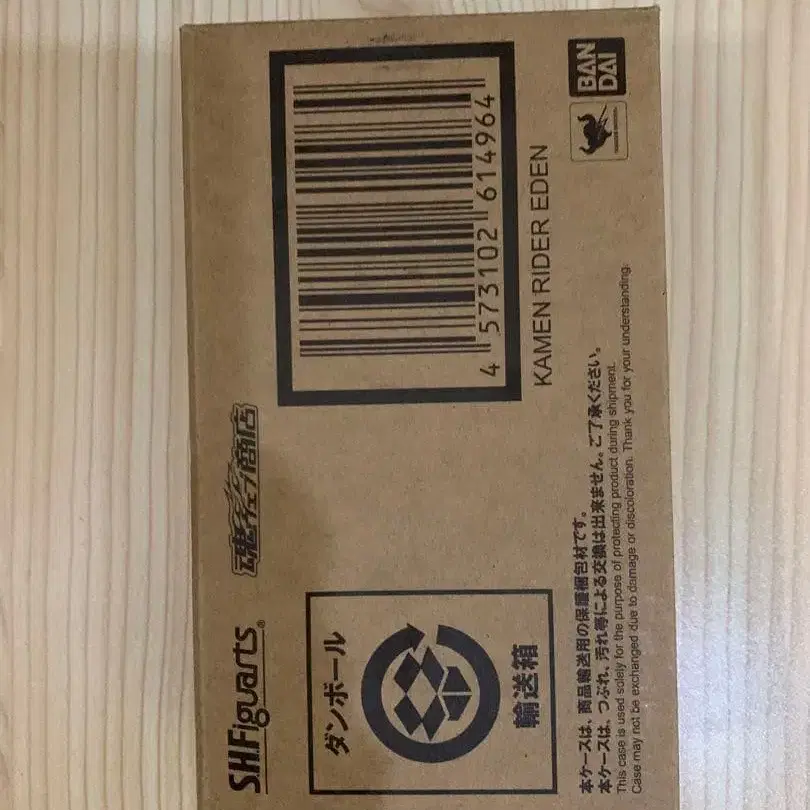 S.H.Figuarts®
魂ウェブ商店
BAN
DAI
4 573102 614964
KAMEN RIDER EDEN
ダンボール
輸送箱
本ケースは、商品輸送用の保護梱包材です。
本ケースは、つぶれ、汚れ等による交換は出来ません。ご了承ください。
This case is used solely for the purpose of protecting product during shipment.
Case may not be exchanged due to damage or discoloration. Thank you for your understanding.